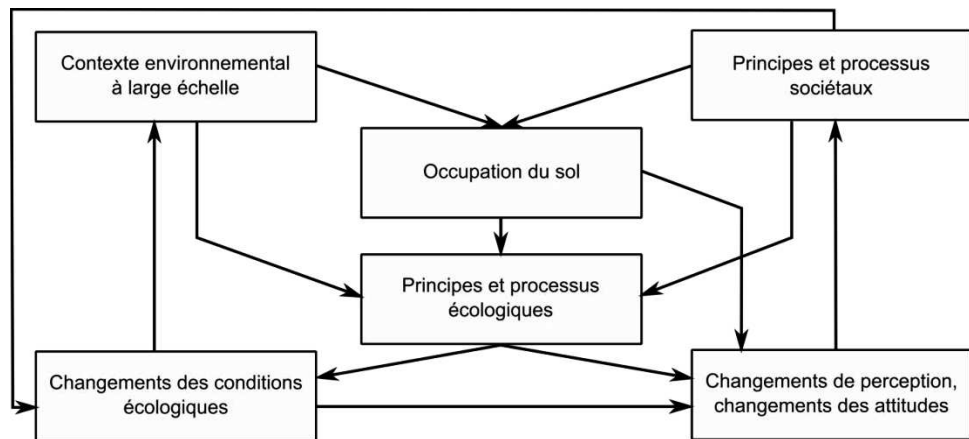 Contexte environnemental
à large échelle
Principes et processus
sociétaux
Occupation du sol
Principes et processus
écologiques
Changements des conditions
écologiques
Changements de perception,
changements des attitudes